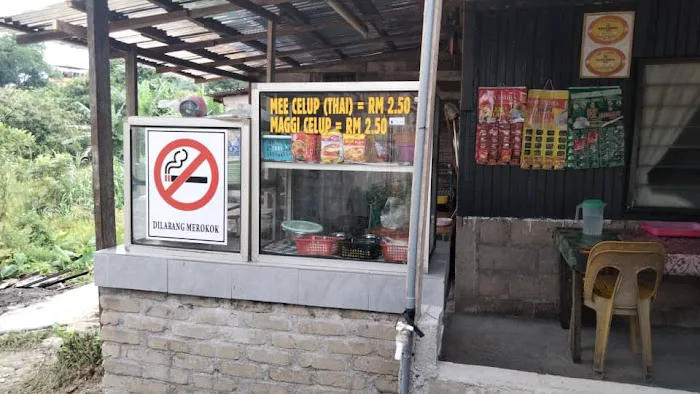 MEE CELUP (THAI) = RM 2.50
MAGGI CELUP = RM 2.50
DILARANG MEROKOK